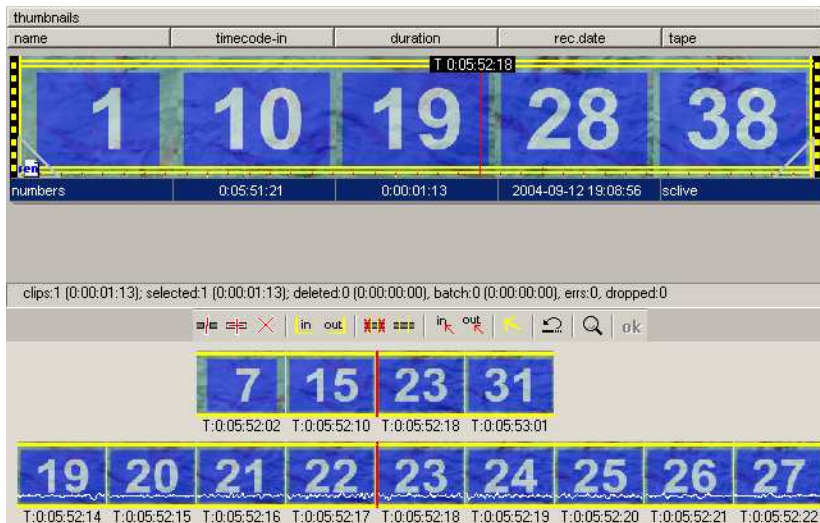 thumbnails
name timecode-in duration rec.date tape
T 0:05:52:18
1 10 19 28 38
en
numbers 0:05:51:21 0:00:01:13 2004-09-12 19:08:56 sclive
clips:1 (0:00:01:13); selected:1 (0:00:01:13); deleted:0 (0:00:00:00), batch:0 (0:00:00:00), errs:0, dropped:0
in out in out ok
7 15 23 31
T:0:05:52:02 T:0:05:52:10 T:0:05:52:18 T:0:05:53:01
19 20 21 22 23 24 25 26 27
T:0:05:52:14 T:0:05:52:15 T:0:05:52:16 T:0:05:52:17 T:0:05:52:18 T:0:05:52:19 T:0:05:52:20 T:0:05:52:21 T:0:05:52:22